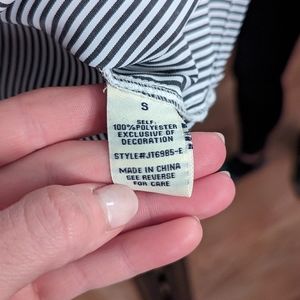 S
SELF:
100%POLYESTER
EXCLUSIVE OF
DECORATION
STYLE#JT6985-E
MADE IN CHINA
SEE REVERSE
FOR CARE